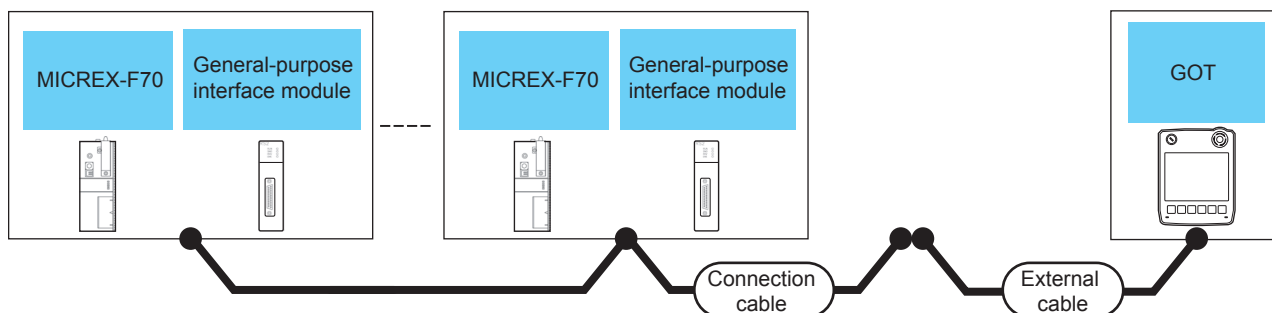 MICREX-F70
General-purpose
interface module
MICREX-F70
General-purpose
interface module
GOT
Connection
cable
External
cable